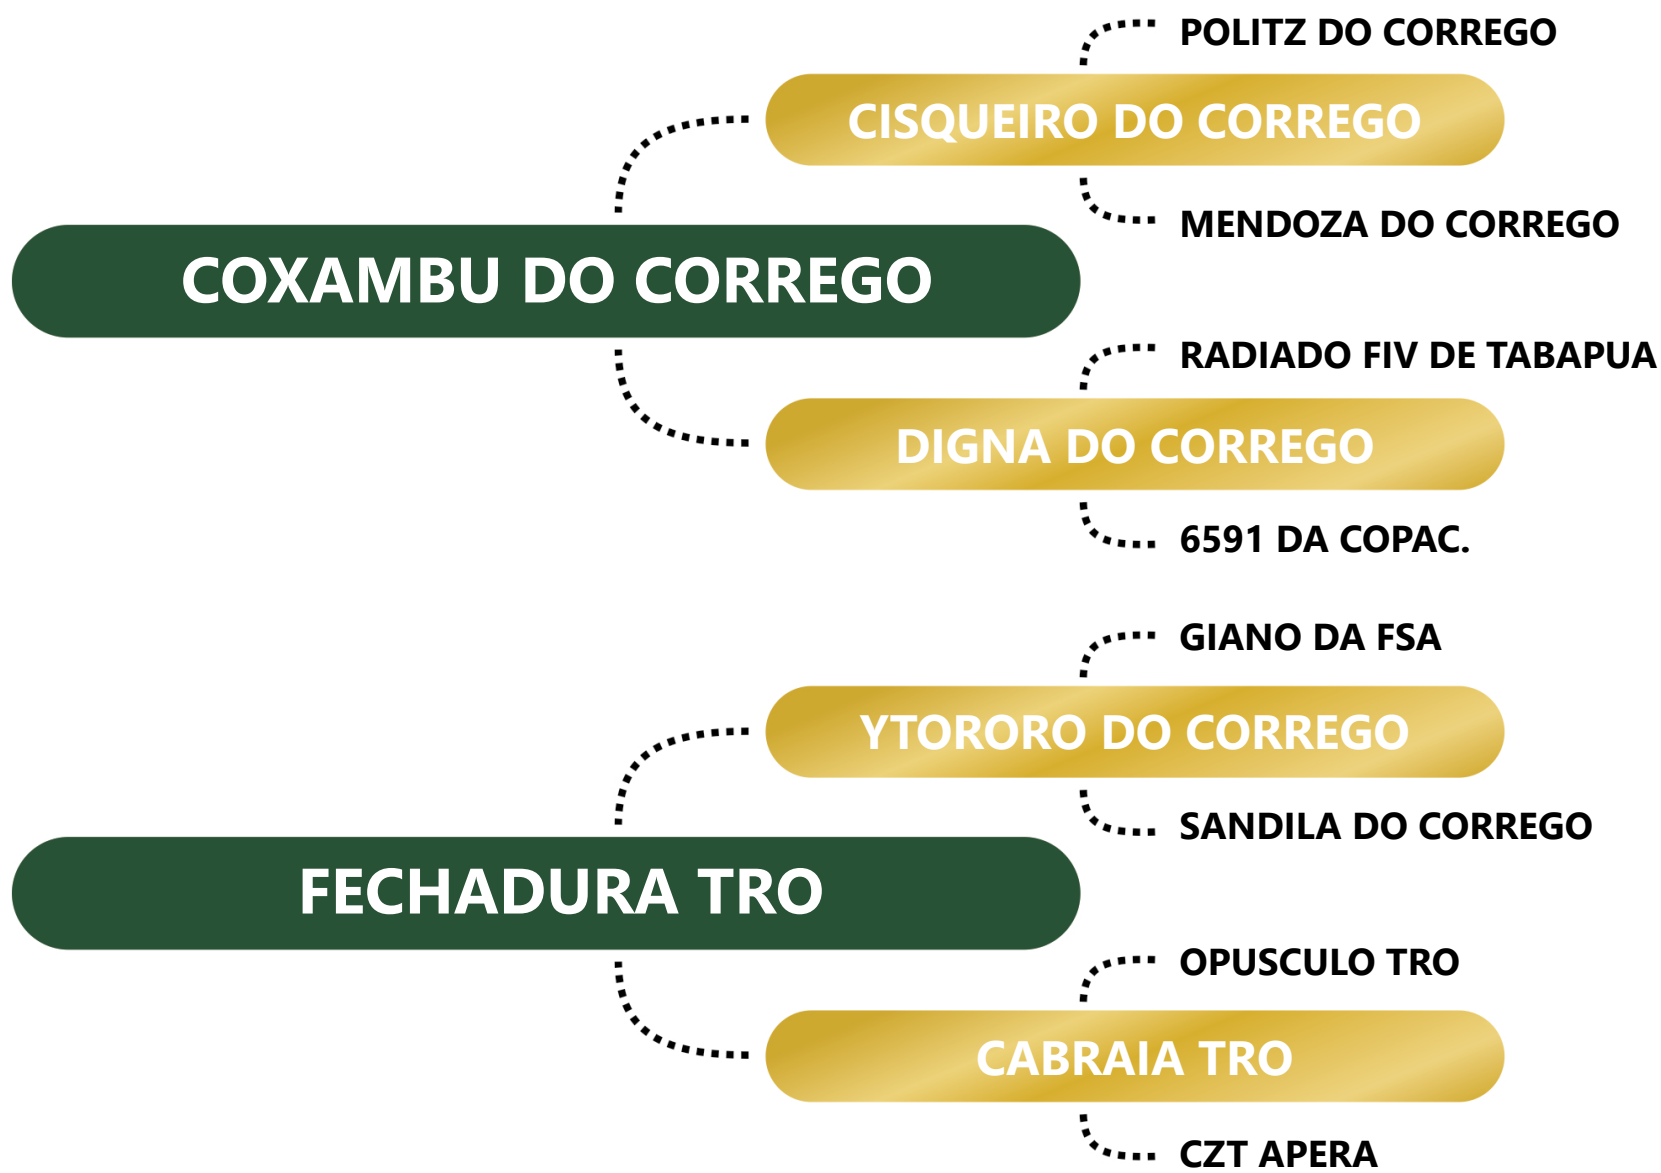 POLITZ DO CORREGO
CISQUEIRO DO CORREGO
MENDOZA DO CORREGO
COXAMBU DO CORREGO
RADIADO FIV DE TABAPUA
DIGNA DO CORREGO
6591 DA COPAC.
GIANO DA FSA
YTORORO DO CORREGO
SANDILA DO CORREGO
FECHADURA TRO
OPUSCULO TRO
CABRAIA TRO
CZT APERA